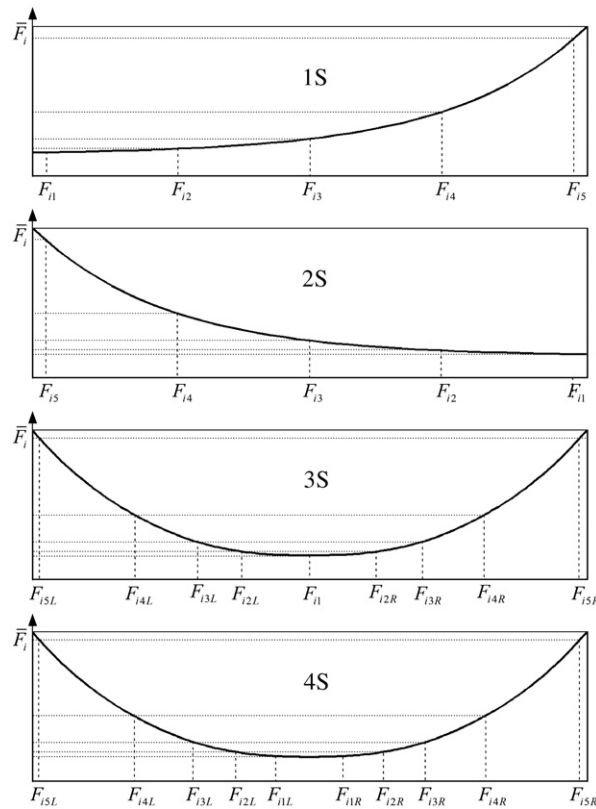 F̅i
1S
Fi1 Fi2 Fi3 Fi4 Fi5
F̅i
2S
Fi5 Fi4 Fi3 Fi2 Fi1
F̅i
3S
Fi5L Fi4L Fi3L Fi2L Fi1 Fi2R Fi3R Fi4R Fi5R
F̅i
4S
Fi5L Fi4L Fi3L Fi2L Fi1L Fi1R Fi2R Fi3R Fi4R Fi5R